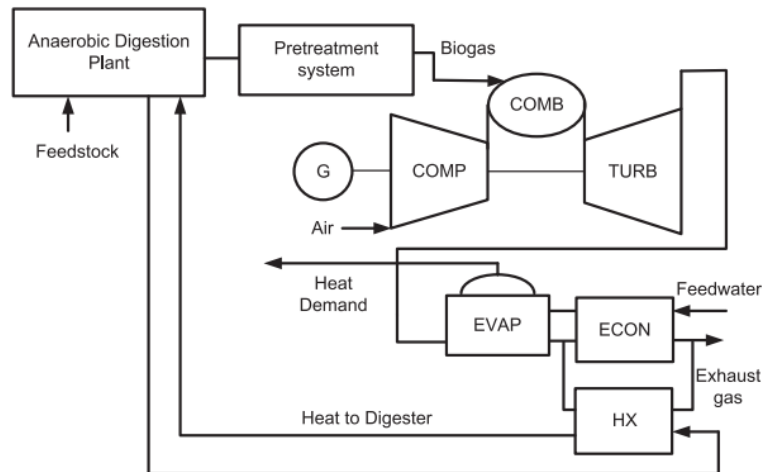 Anaerobic Digestion
Plant
Pretreatment
system
Biogas
COMB
Feedstock
G
COMP
TURB
Air
Heat
Demand
Feedwater
EVAP
ECON
Exhaust
gas
Heat to Digester
HX